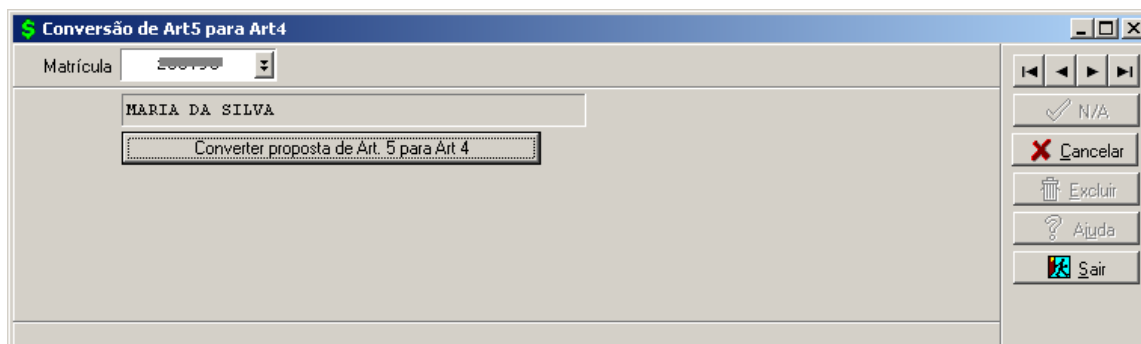 Conversão de Art5 para Art4
Matrícula
MARIA DA SILVA
Converter proposta de Art. 5 para Art 4
N/A
Cancelar
Excluir
Ajuda
Sair